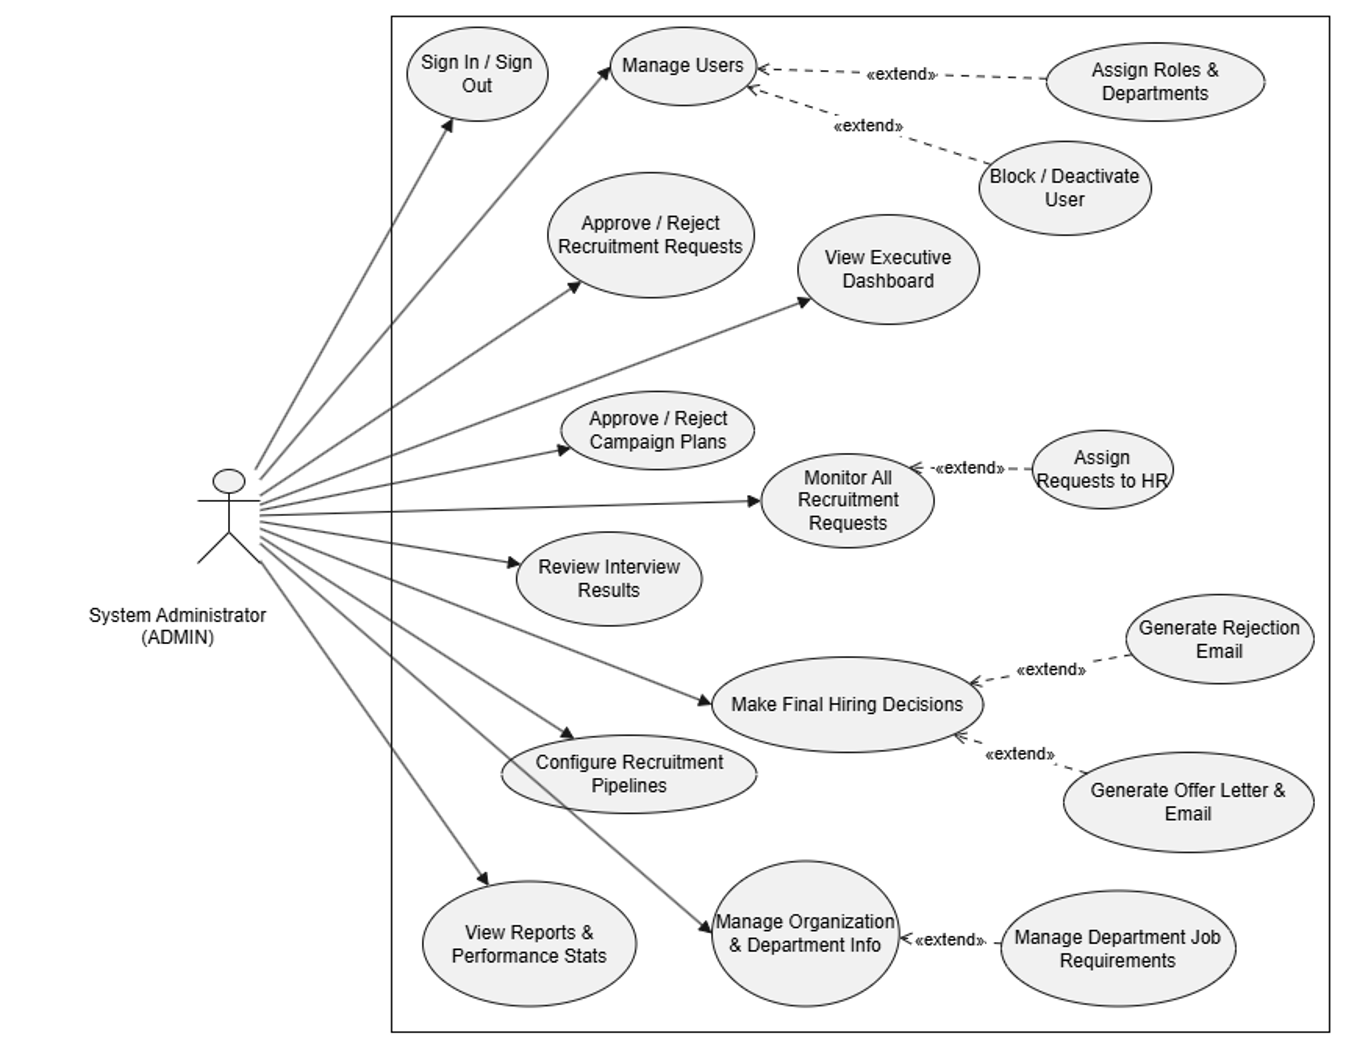 Sign In / Sign
Out
Manage Users
«extend»
Assign Roles &
Departments
«extend»
Block / Deactivate
User
Approve / Reject
Recruitment Requests
View Executive
Dashboard
Approve / Reject
Campaign Plans
Monitor All
Recruitment
Requests
«extend»
Assign
Requests to HR
Review Interview
Results
System Administrator
(ADMIN)
Generate Rejection
Email
«extend»
Make Final Hiring Decisions
«extend»
Generate Offer Letter &
Email
Configure Recruitment
Pipelines
View Reports &
Performance Stats
Manage Organization
& Department Info
«extend»
Manage Department Job
Requirements